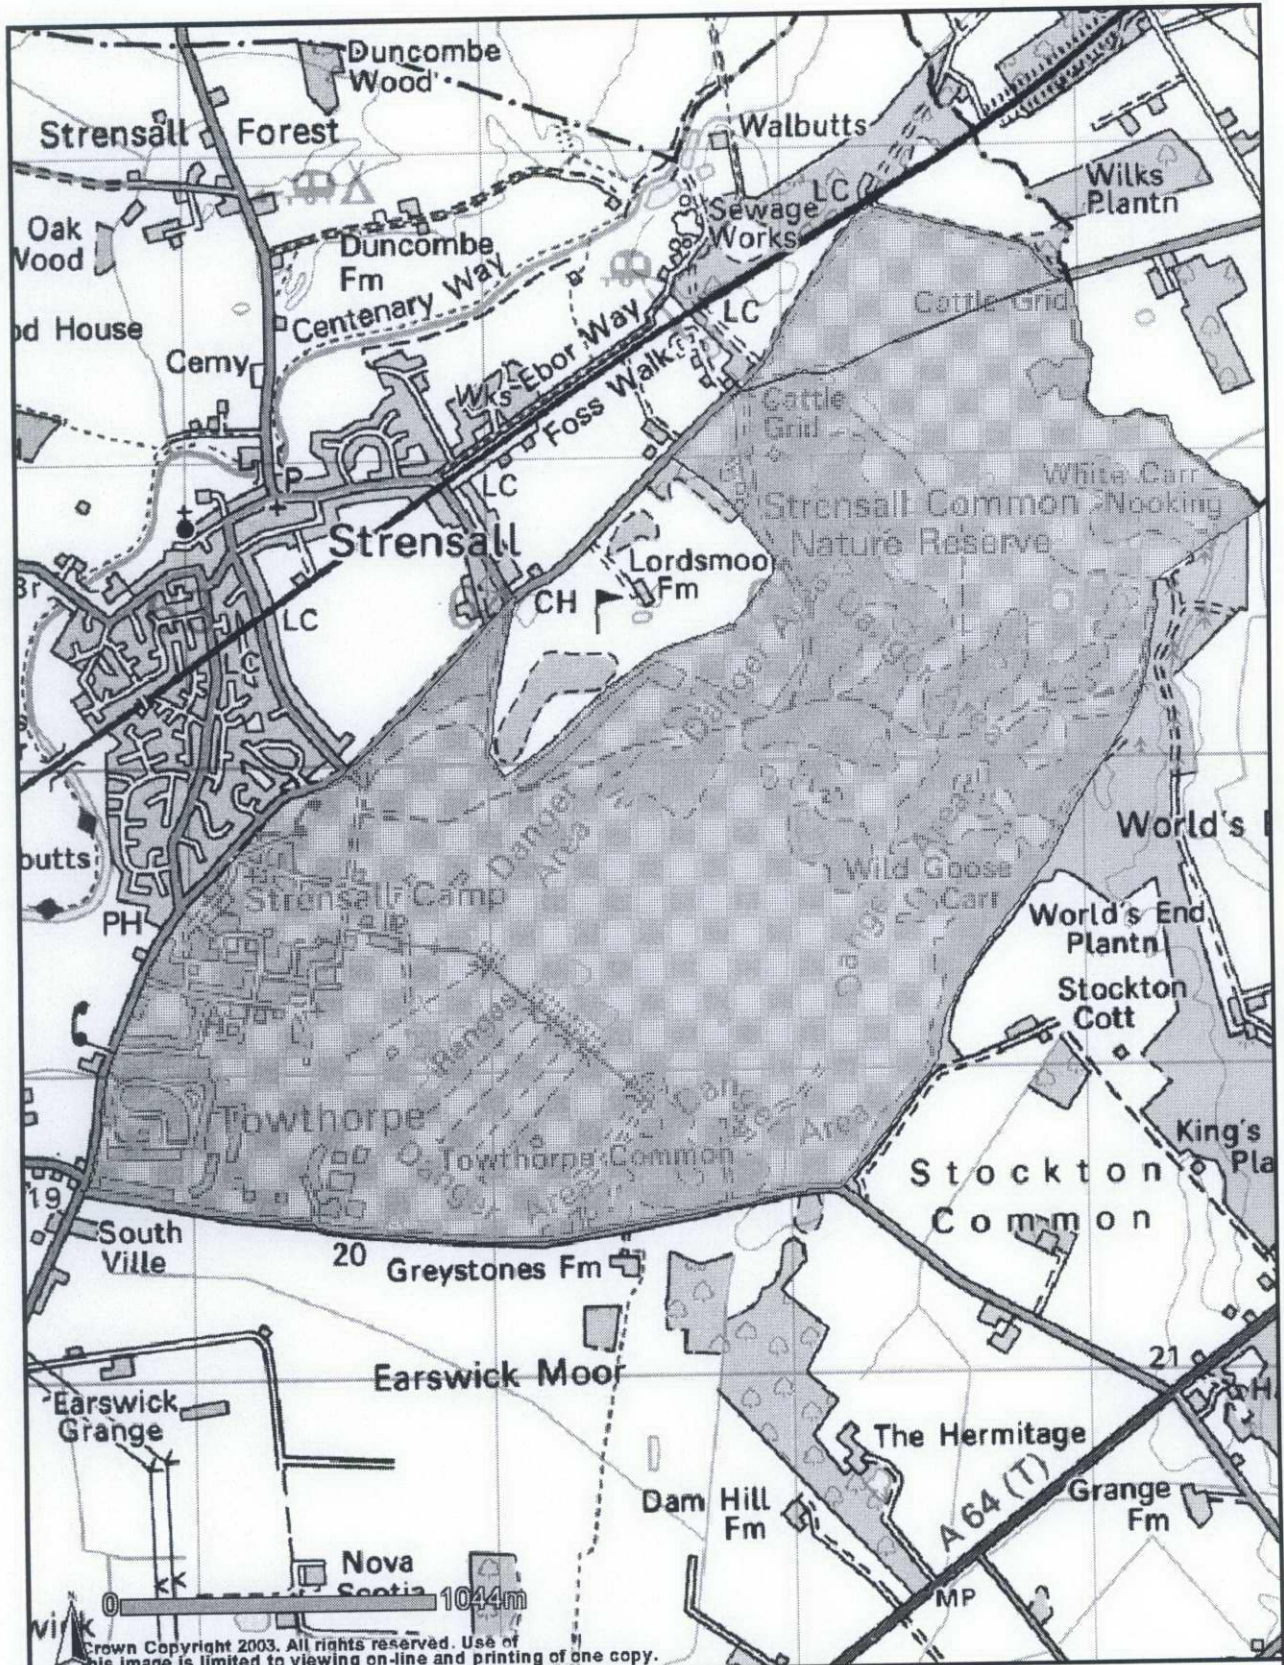 Duncombe
Wood
Strensall Forest
Walbutts
Wilks
Plantn
Oak
Wood
Duncombe
Fm
Sewage
Works
LC
Centenary Way
Cattle Grid
LC
od House
Cemy
Wks
Ebor Way
Foss Walk
Cattle
Grid
P
LC
White Carr
Nooking
Strensall Common
Nature Reserve
Strensall
Lordsmoor
Fm
CH
Br
LC
LC
Danger Area
Danger
Area
World's E
butts
Wild Goose
Carr
Danger Area
Strensall Camp
PH
World's End
Plantn
Stockton
Cott
Ranges
Towthorpe
Danger
Area
Towthorpe Common
Danger
Area
King's
Pla
Stockton
Common
19
South
Ville
20
Greystones Fm
21
Earswick Moor
H
Earswick
Grange
The Hermitage
A 64 (T)
Dam Hill
Fm
Grange
Fm
Nova
Scotia
MP
0 1044m
wick
N
Crown Copyright 2003. All rights reserved. Use of
this image is limited to viewing on-line and printing of one copy.